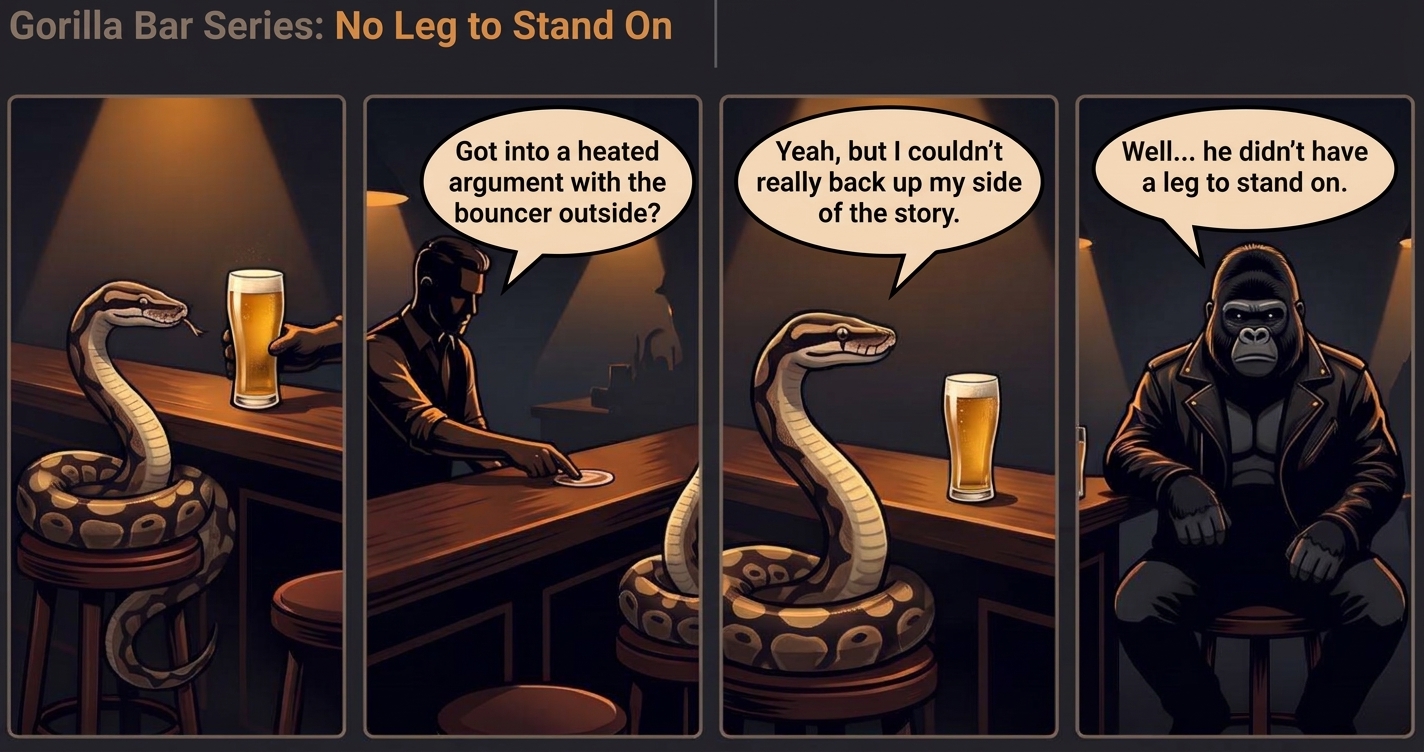 Gorilla Bar Series: No Leg to Stand On
Got into a heated
argument with the
bouncer outside?
Yeah, but I couldn’t
really back up my side
of the story.
Well... he didn’t have
a leg to stand on.